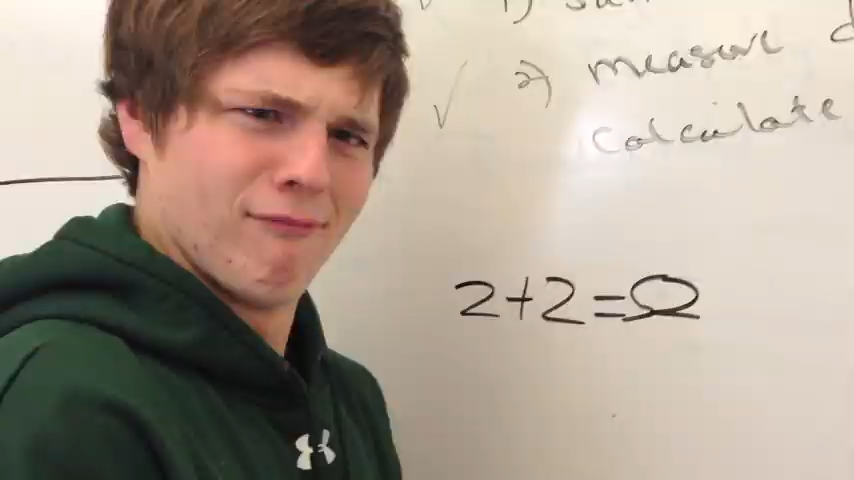 √ 2) measure
calculate
2+2=Ω